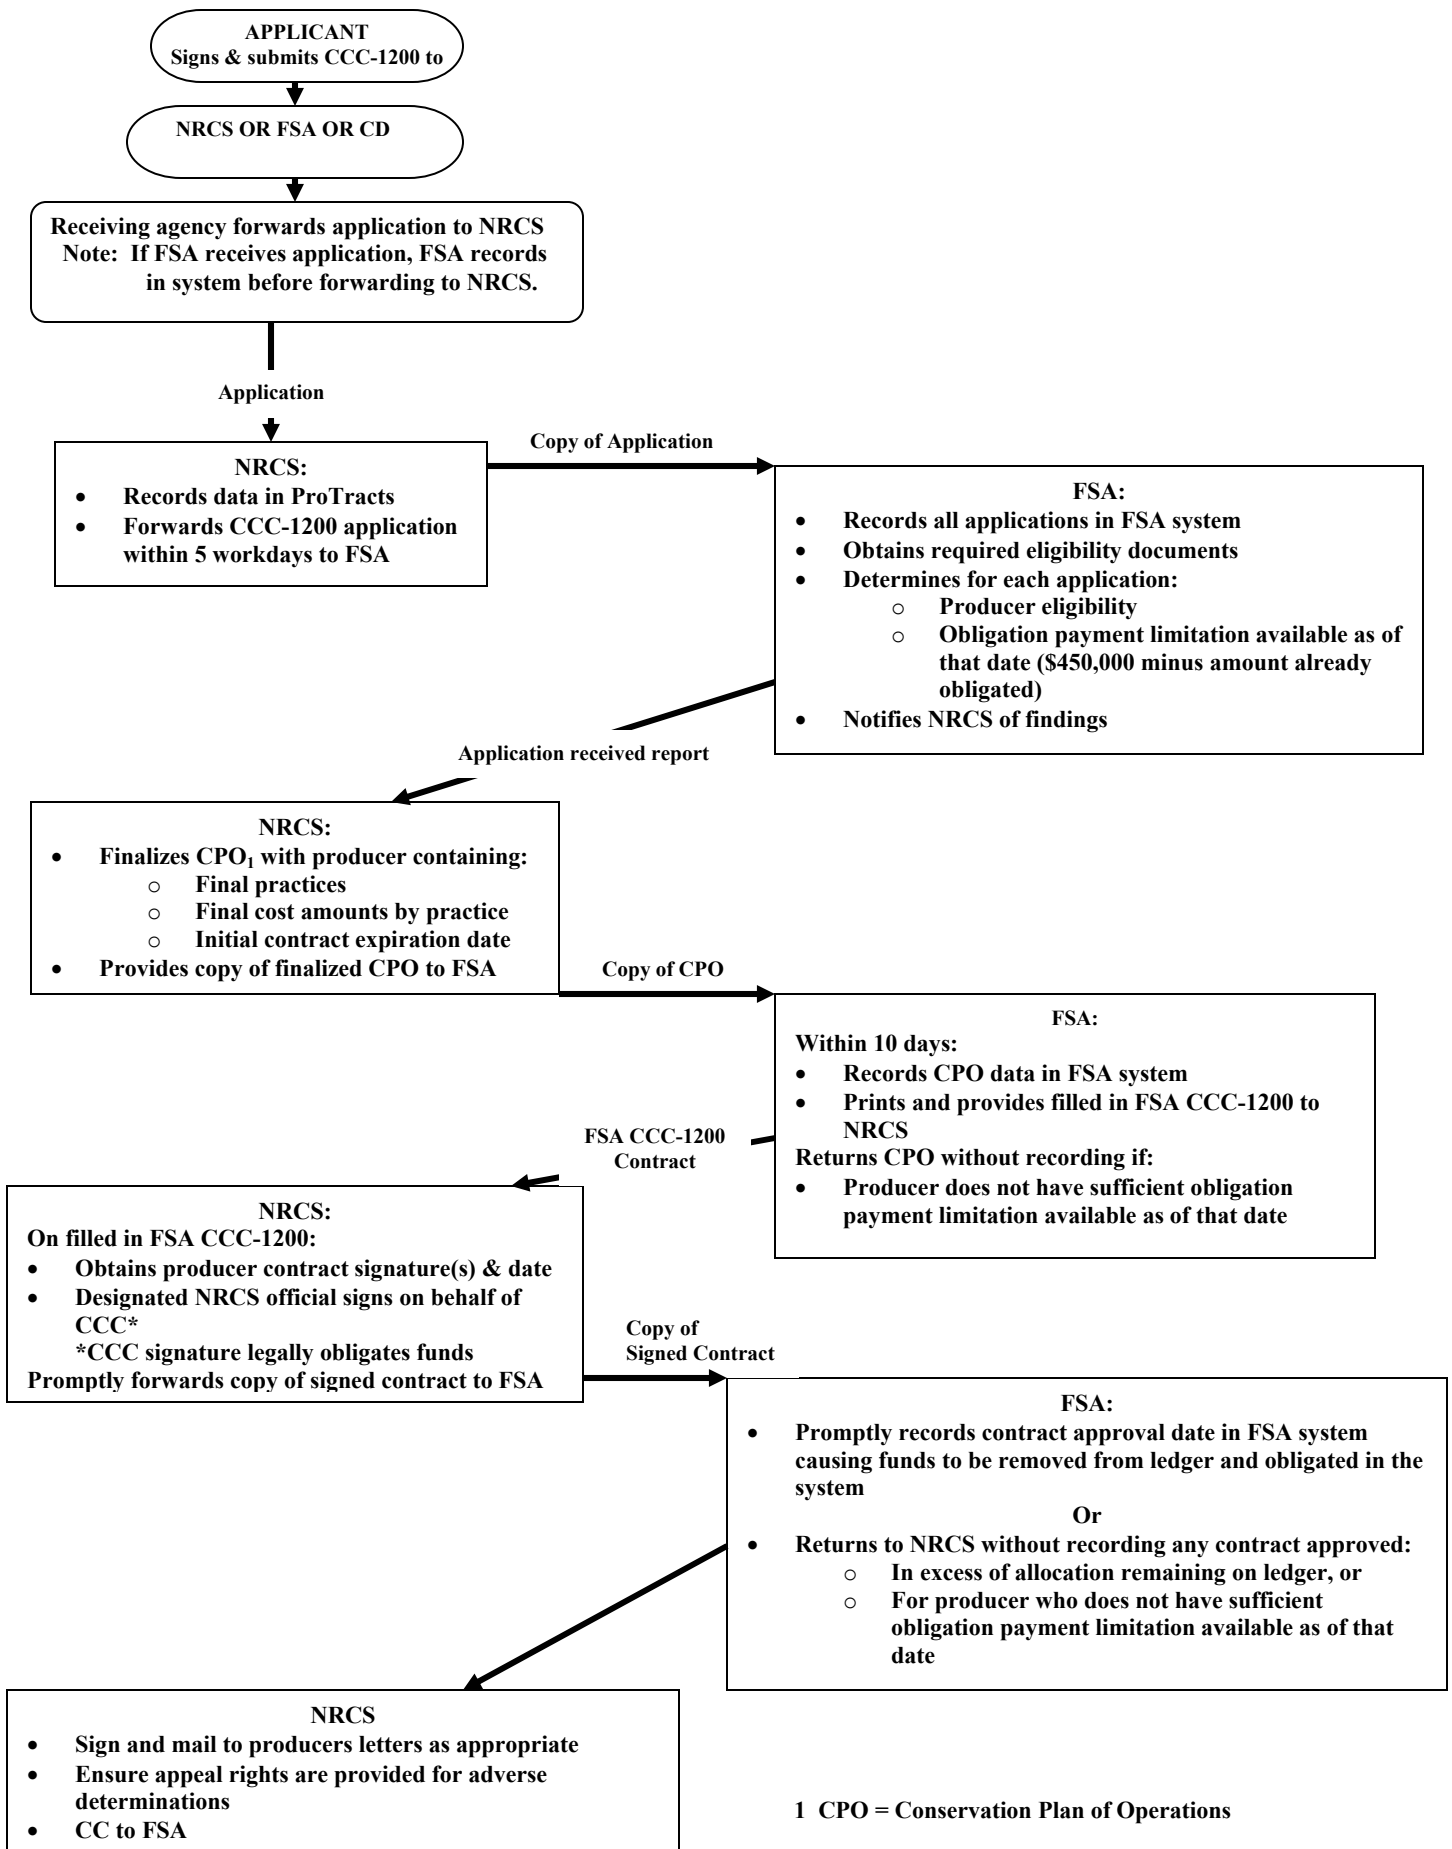 APPLICANT
Signs & submits CCC-1200 to
NRCS OR FSA OR CD
Receiving agency forwards application to NRCS
Note: If FSA receives application, FSA records
in system before forwarding to NRCS.
Application
Copy of Application
NRCS:
• Records data in ProTracts
• Forwards CCC-1200 application
within 5 workdays to FSA
FSA:
• Records all applications in FSA system
• Obtains required eligibility documents
• Determines for each application:
o Producer eligibility
o Obligation payment limitation available as of
that date ($450,000 minus amount already
obligated)
• Notifies NRCS of findings
Application received report
NRCS:
• Finalizes CPO1 with producer containing:
o Final practices
o Final cost amounts by practice
o Initial contract expiration date
• Provides copy of finalized CPO to FSA
Copy of CPO
FSA:
Within 10 days:
• Records CPO data in FSA system
• Prints and provides filled in FSA CCC-1200 to
NRCS
Returns CPO without recording if:
• Producer does not have sufficient obligation
payment limitation available as of that date
FSA CCC-1200
Contract
NRCS:
On filled in FSA CCC-1200:
• Obtains producer contract signature(s) & date
• Designated NRCS official signs on behalf of
CCC*
*CCC signature legally obligates funds
Promptly forwards copy of signed contract to FSA
Copy of
Signed Contract
FSA:
• Promptly records contract approval date in FSA system
causing funds to be removed from ledger and obligated in the
system
Or
• Returns to NRCS without recording any contract approved:
o In excess of allocation remaining on ledger, or
o For producer who does not have sufficient
obligation payment limitation available as of that
date
NRCS
• Sign and mail to producers letters as appropriate
• Ensure appeal rights are provided for adverse
determinations
• CC to FSA
1 CPO = Conservation Plan of Operations